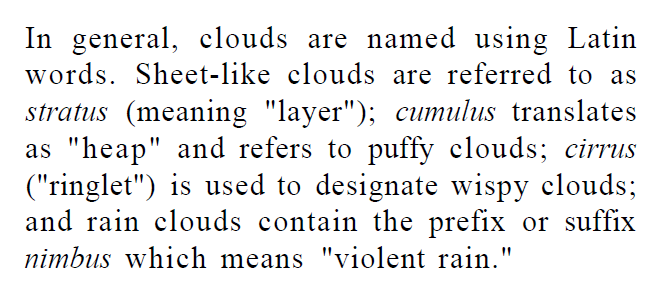 In general, clouds are named using Latin
words. Sheet-like clouds are referred to as
stratus (meaning "layer"); cumulus translates
as "heap" and refers to puffy clouds; cirrus
("ringlet") is used to designate wispy clouds;
and rain clouds contain the prefix or suffix
nimbus which means "violent rain."